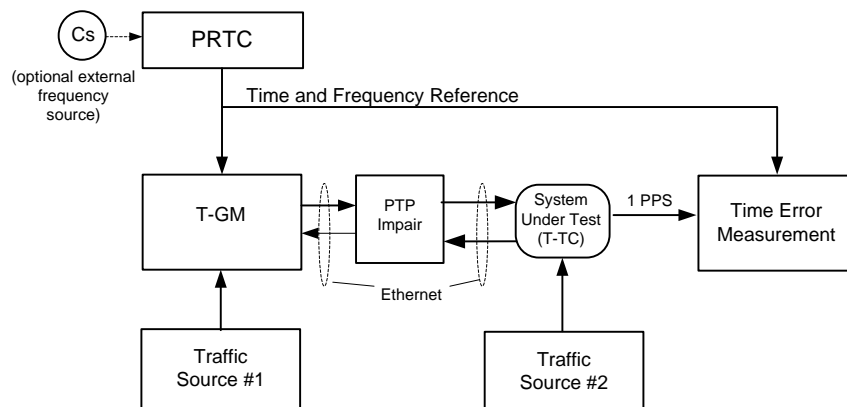 Cs
PRTC
(optional external
frequency
source)
Time and Frequency Reference
T-GM
PTP
Impair
System
Under Test
(T-TC)
1 PPS
Time Error
Measurement
Ethernet
Traffic
Source #1
Traffic
Source #2